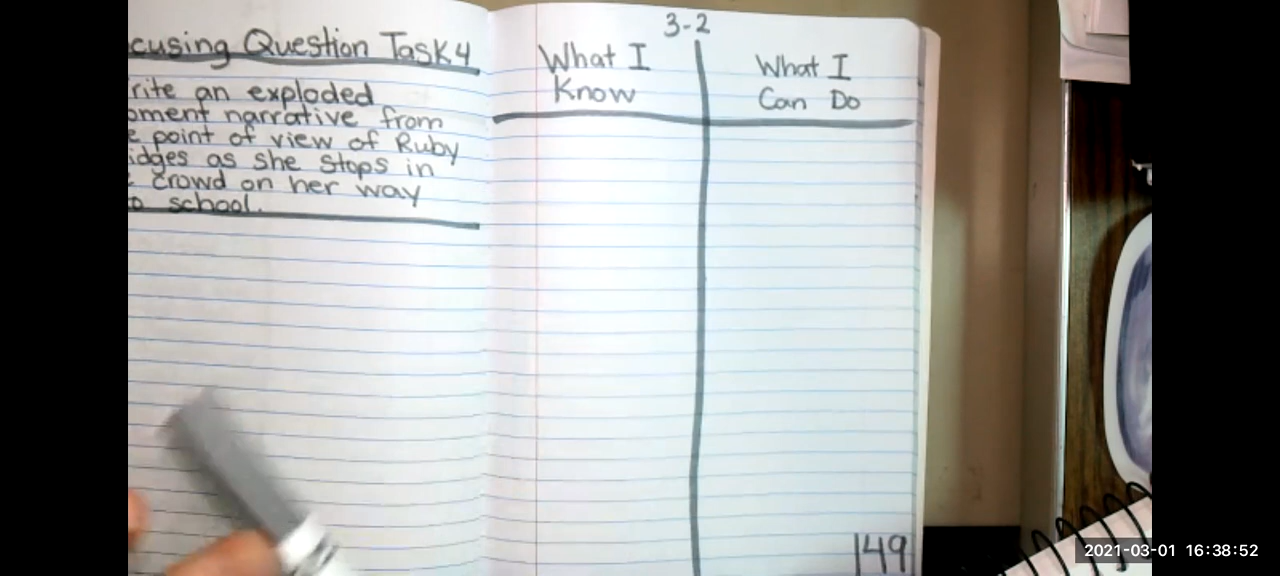 cusing Question Task 4
rite an exploded
oment narrative from
e point of view of Ruby
idges as she stops in
e crowd on her way
o school.
3-2
What I
Know
What I
Can Do
149
2021-03-01 16:38:52